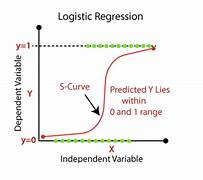 Logistic Regression
y=1
Dependent Variable
Y
S-Curve
Predicted Y Lies
within
0 and 1 range
y=0
X
Independent Variable